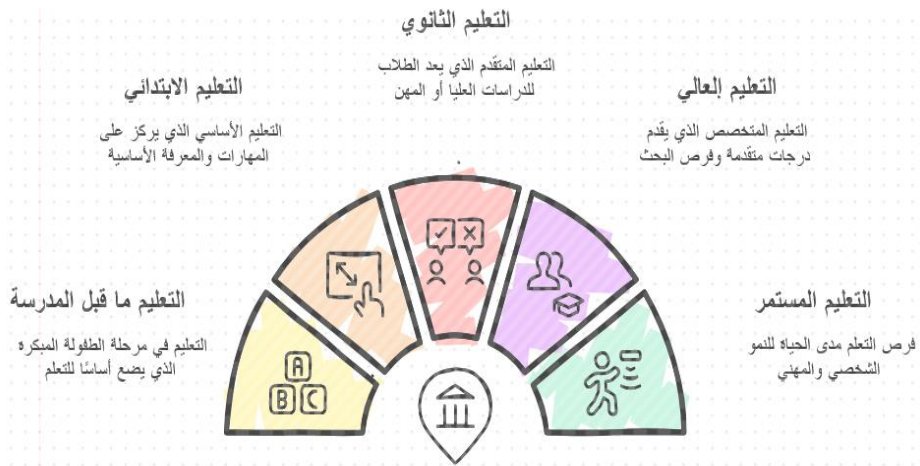 التعليم الثانوي
التعليم المتقدم الذي يعد الطلاب
للدراسات العليا أو المهن
التعليم الابتدائي
التعليم الأساسي الذي يركز على
المهارات والمعرفة الأساسية
التعليم العالي
التعليم المتخصص الذي يقدم
درجات متقدمة وفرص البحث
التعليم ما قبل المدرسة
التعليم في مرحلة الطفولة المبكرة
الذي يضع أساسًا للتعلم
التعليم المستمر
فرص التعلم مدى الحياة للنمو
الشخصي والمهني
A
B C